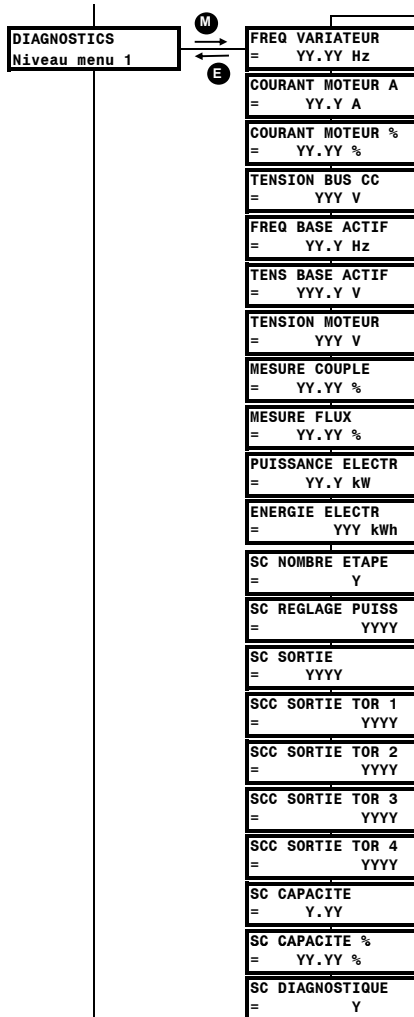 DIAGNOSTICS
Niveau menu 1
M
E
FREQ VARIATEUR
= YY.YY Hz
COURANT MOTEUR A
= YY.Y A
COURANT MOTEUR %
= YY.YY %
TENSION BUS CC
= YYY V
FREQ BASE ACTIF
= YY.Y Hz
TENS BASE ACTIF
= YYY.Y V
TENSION MOTEUR
= YYY V
MESURE COUPLE
= YY.YY %
MESURE FLUX
= YY.YY %
PUISSANCE ELECTR
= YY.Y kW
ENERGIE ELECTR
= YYY kWh
SC NOMBRE ETAPE
= Y
SC REGLAGE PUISS
= YYYY
SC SORTIE
= YYYY
SCC SORTIE TOR 1
= YYYY
SCC SORTIE TOR 2
= YYYY
SCC SORTIE TOR 3
= YYYY
SCC SORTIE TOR 4
= YYYY
SC CAPACITE
= Y.YY
SC CAPACITE %
= YY.YY %
SC DIAGNOSTIQUE
= Y